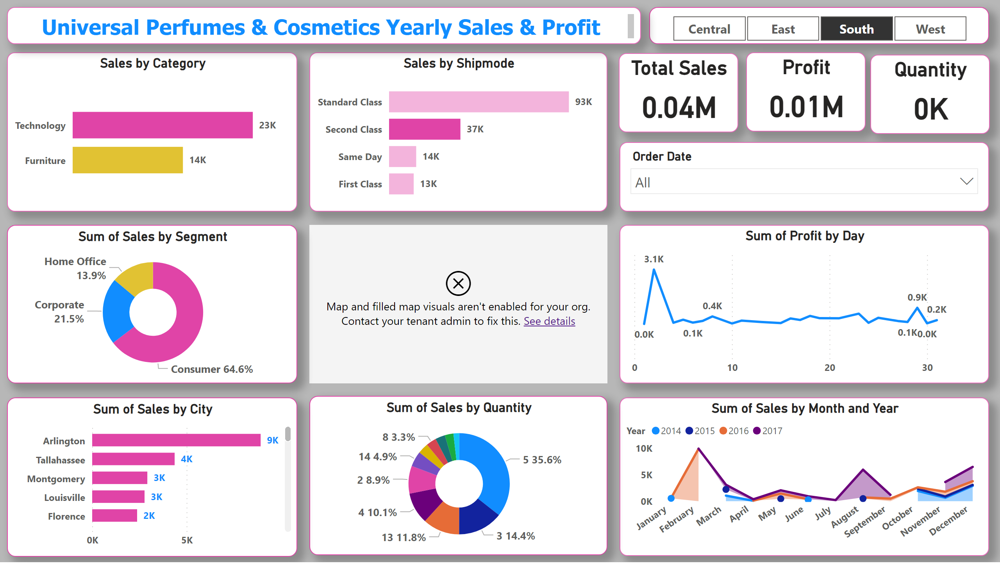 Universal Perfumes & Cosmetics Yearly Sales & Profit
Central
East
South
West
Sales by Category
Technology
23K
Furniture
14K
Sales by Shipmode
Standard Class
93K
Second Class
37K
Same Day
14K
First Class
13K
Total Sales
0.04M
Profit
0.01M
Quantity
0K
Order Date
All
Sum of Sales by Segment
Home Office
13.9%
Corporate
21.5%
Consumer 64.6%
Map and filled map visuals aren't enabled for your org.
Contact your tenant admin to fix this. See details
Sum of Profit by Day
3.1K
0.4K
0.9K
0.2K
0.0K
0.1K
0.1K
0.0K
0
10
20
30
Sum of Sales by City
Arlington
9K
Tallahassee
4K
Montgomery
3K
Louisville
3K
Florence
2K
0K
5K
Sum of Sales by Quantity
8 3.3%
14 4.9%
2 8.9%
4 10.1%
13 11.8%
3 14.4%
5 35.6%
Sum of Sales by Month and Year
Year 2014 2015 2016 2017
10K
5K
0K
January
February
March
April
May
June
July
August
September
October
November
December